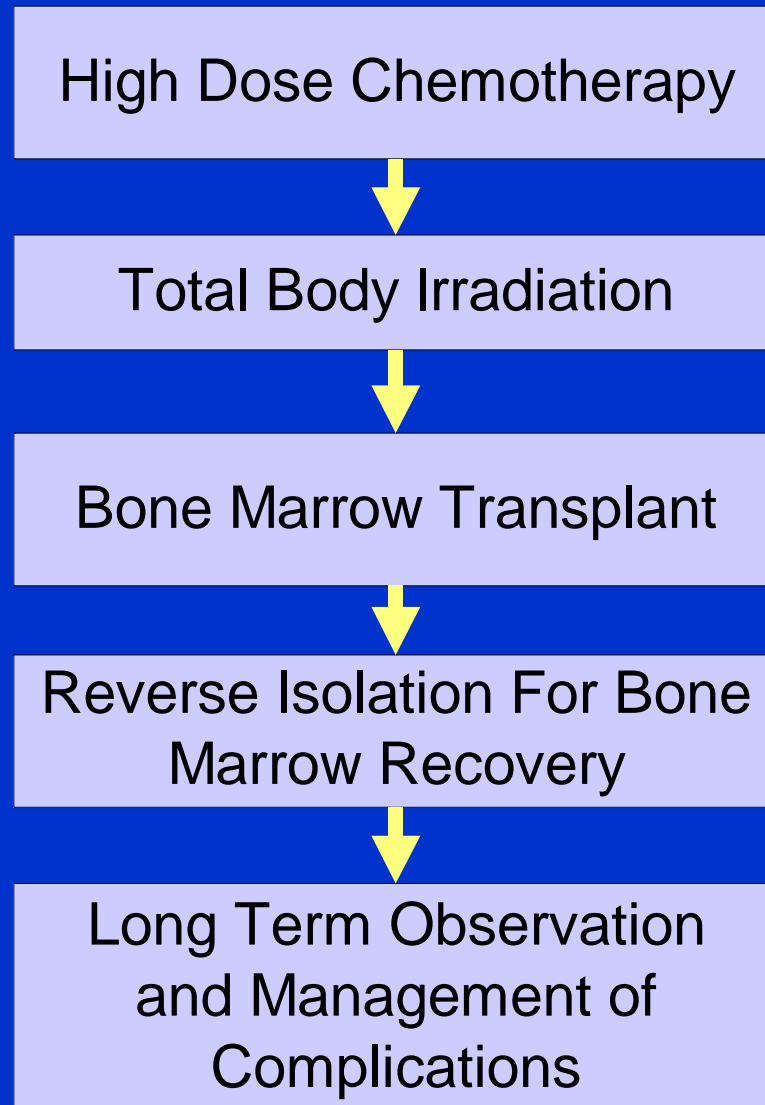 High Dose Chemotherapy
Total Body Irradiation
Bone Marrow Transplant
Reverse Isolation For Bone
Marrow Recovery
Long Term Observation
and Management of
Complications